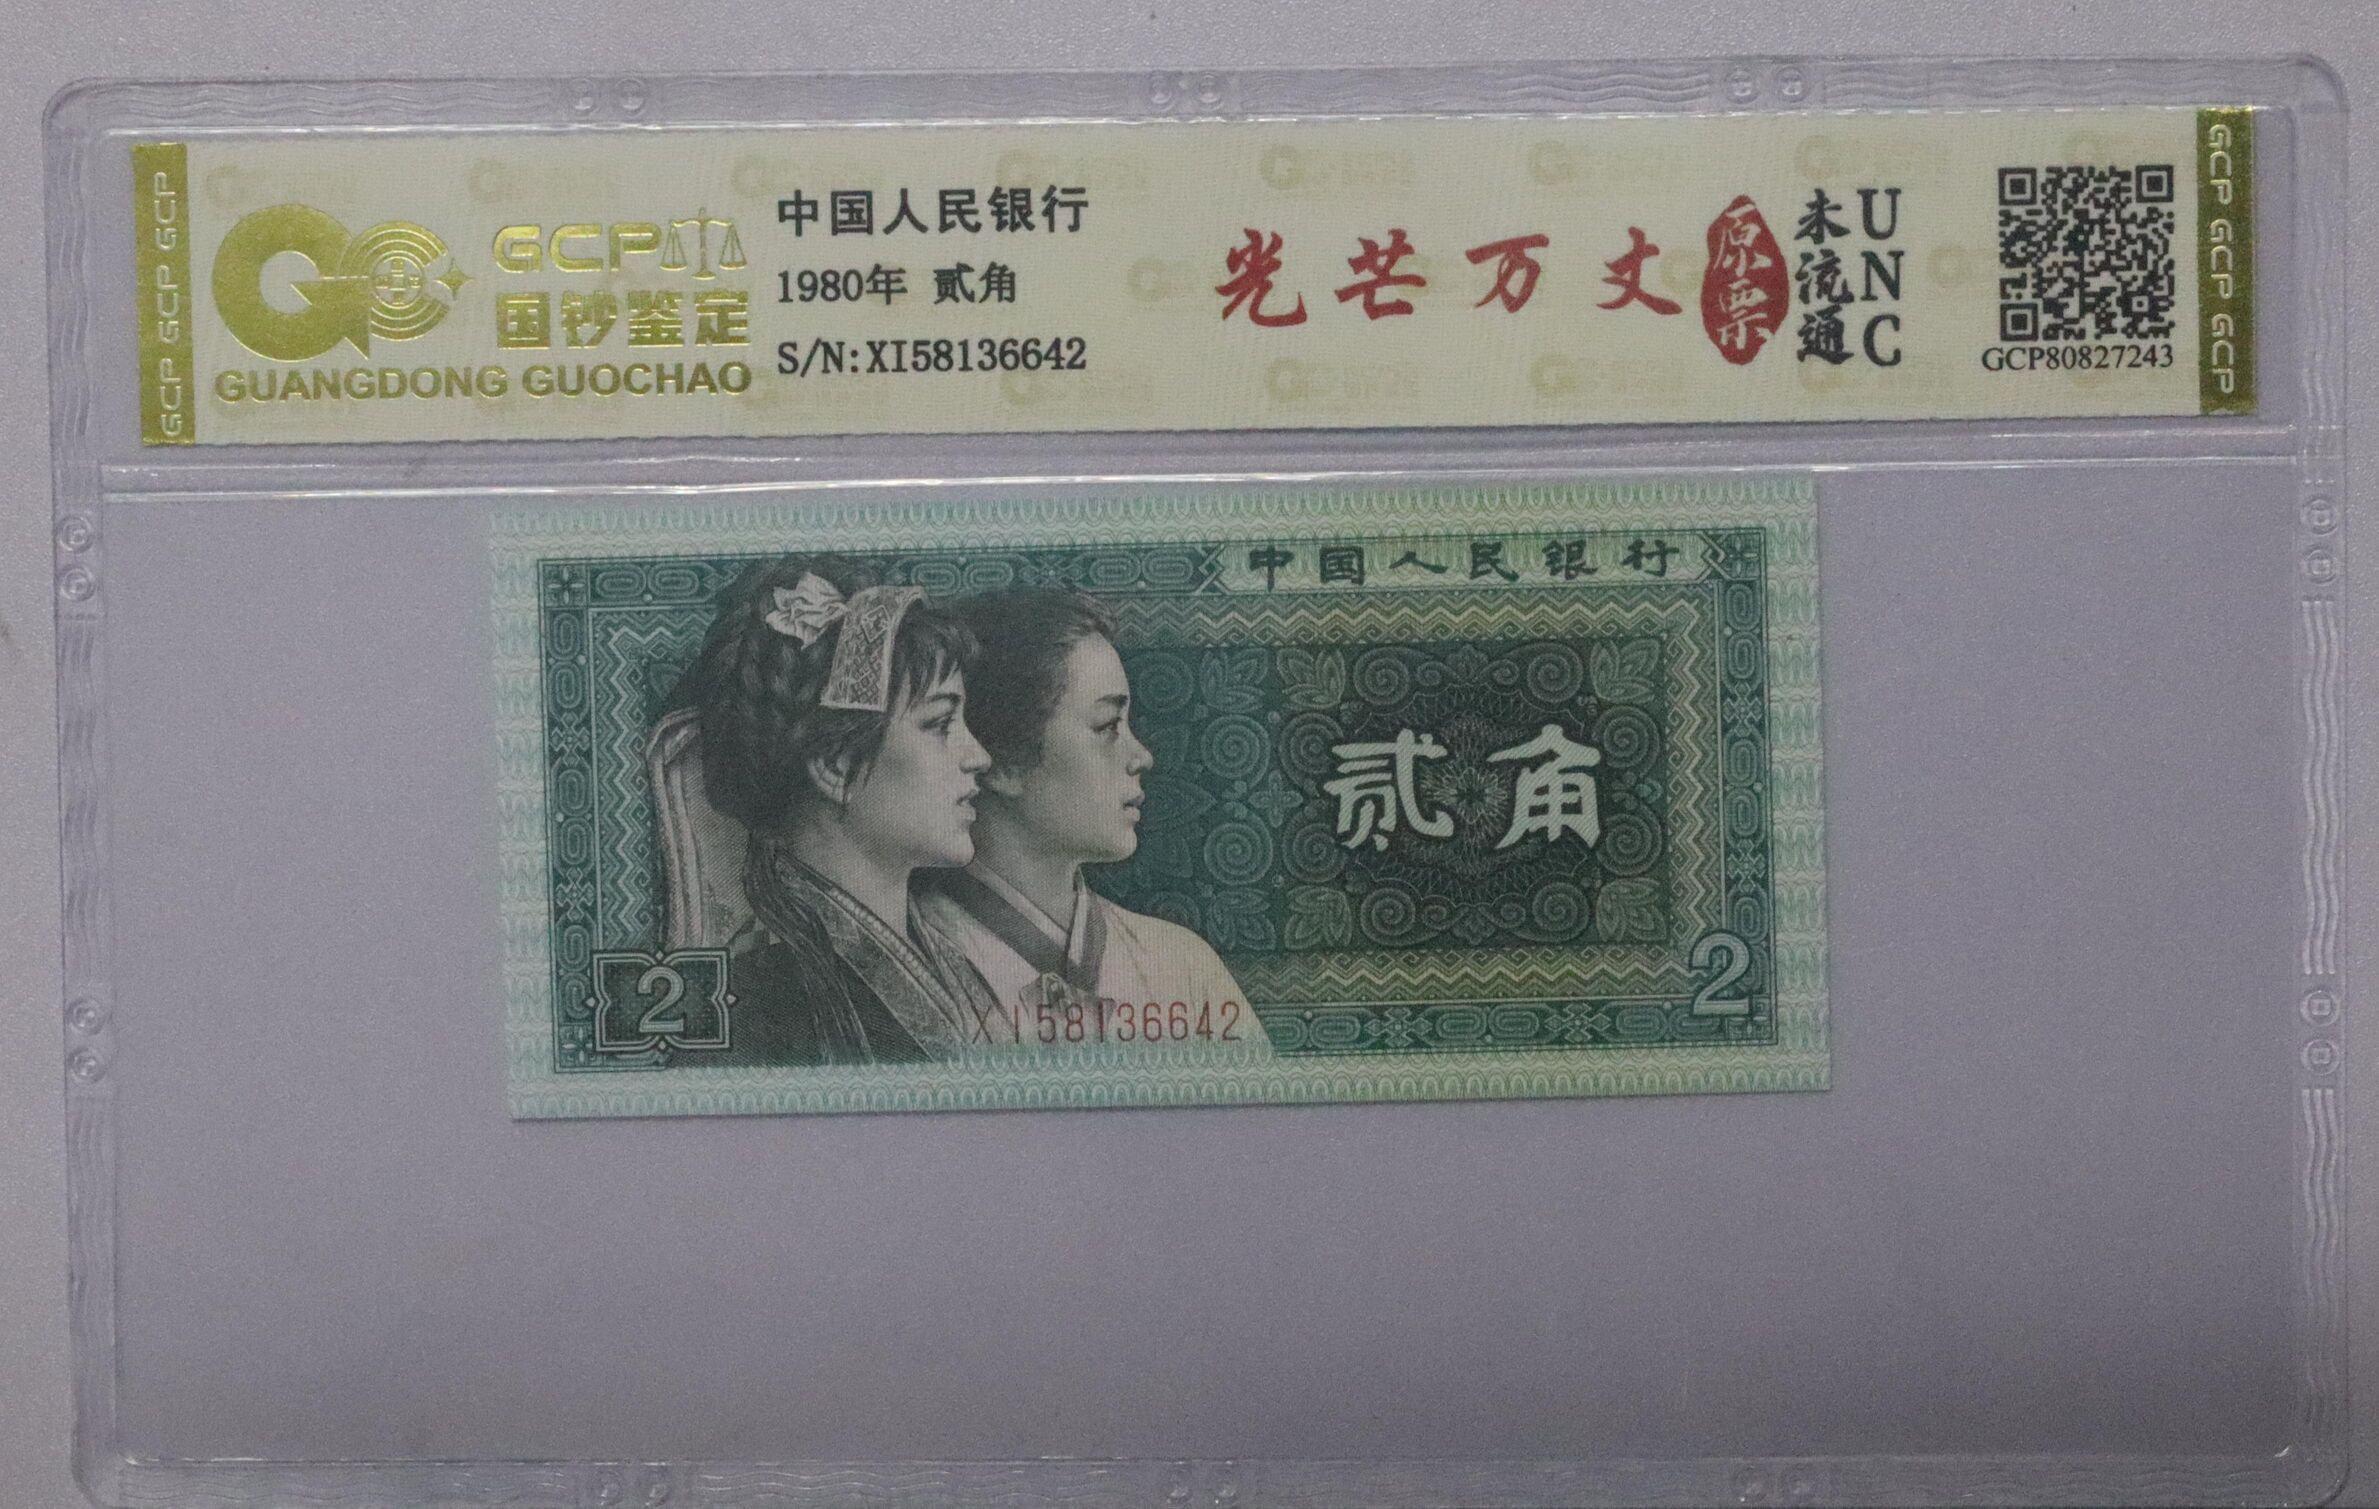 GCP GCP GCP
GCP
国钞鉴定
GUANGDONG GUOCHAO
中国人民银行
1980年 贰角
S/N:XI58136642
光芒万丈
原票
未流通
UNC
GCP80827243
GCP GCP GCP
中国人民银行
贰角
2
2
XI58136642